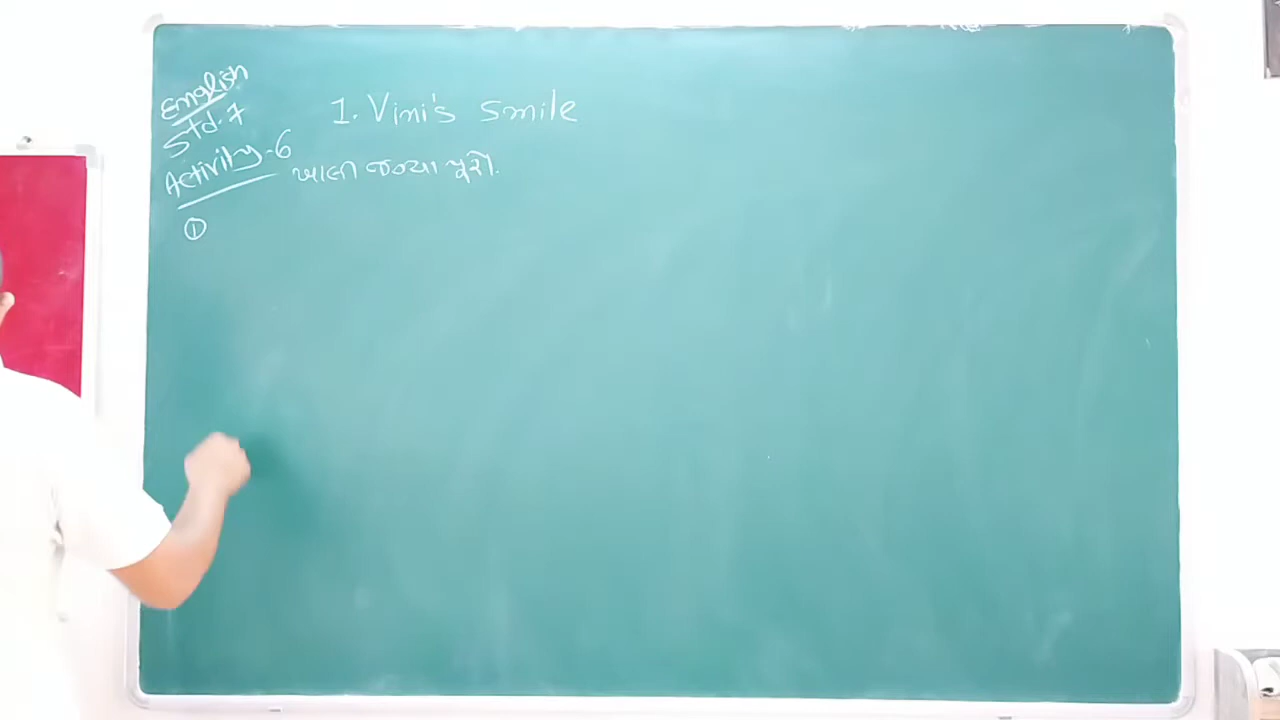 English
Std.7
1. Vini's Smile
Activity-6
ખાલી જગ્યા પૂરો.
①